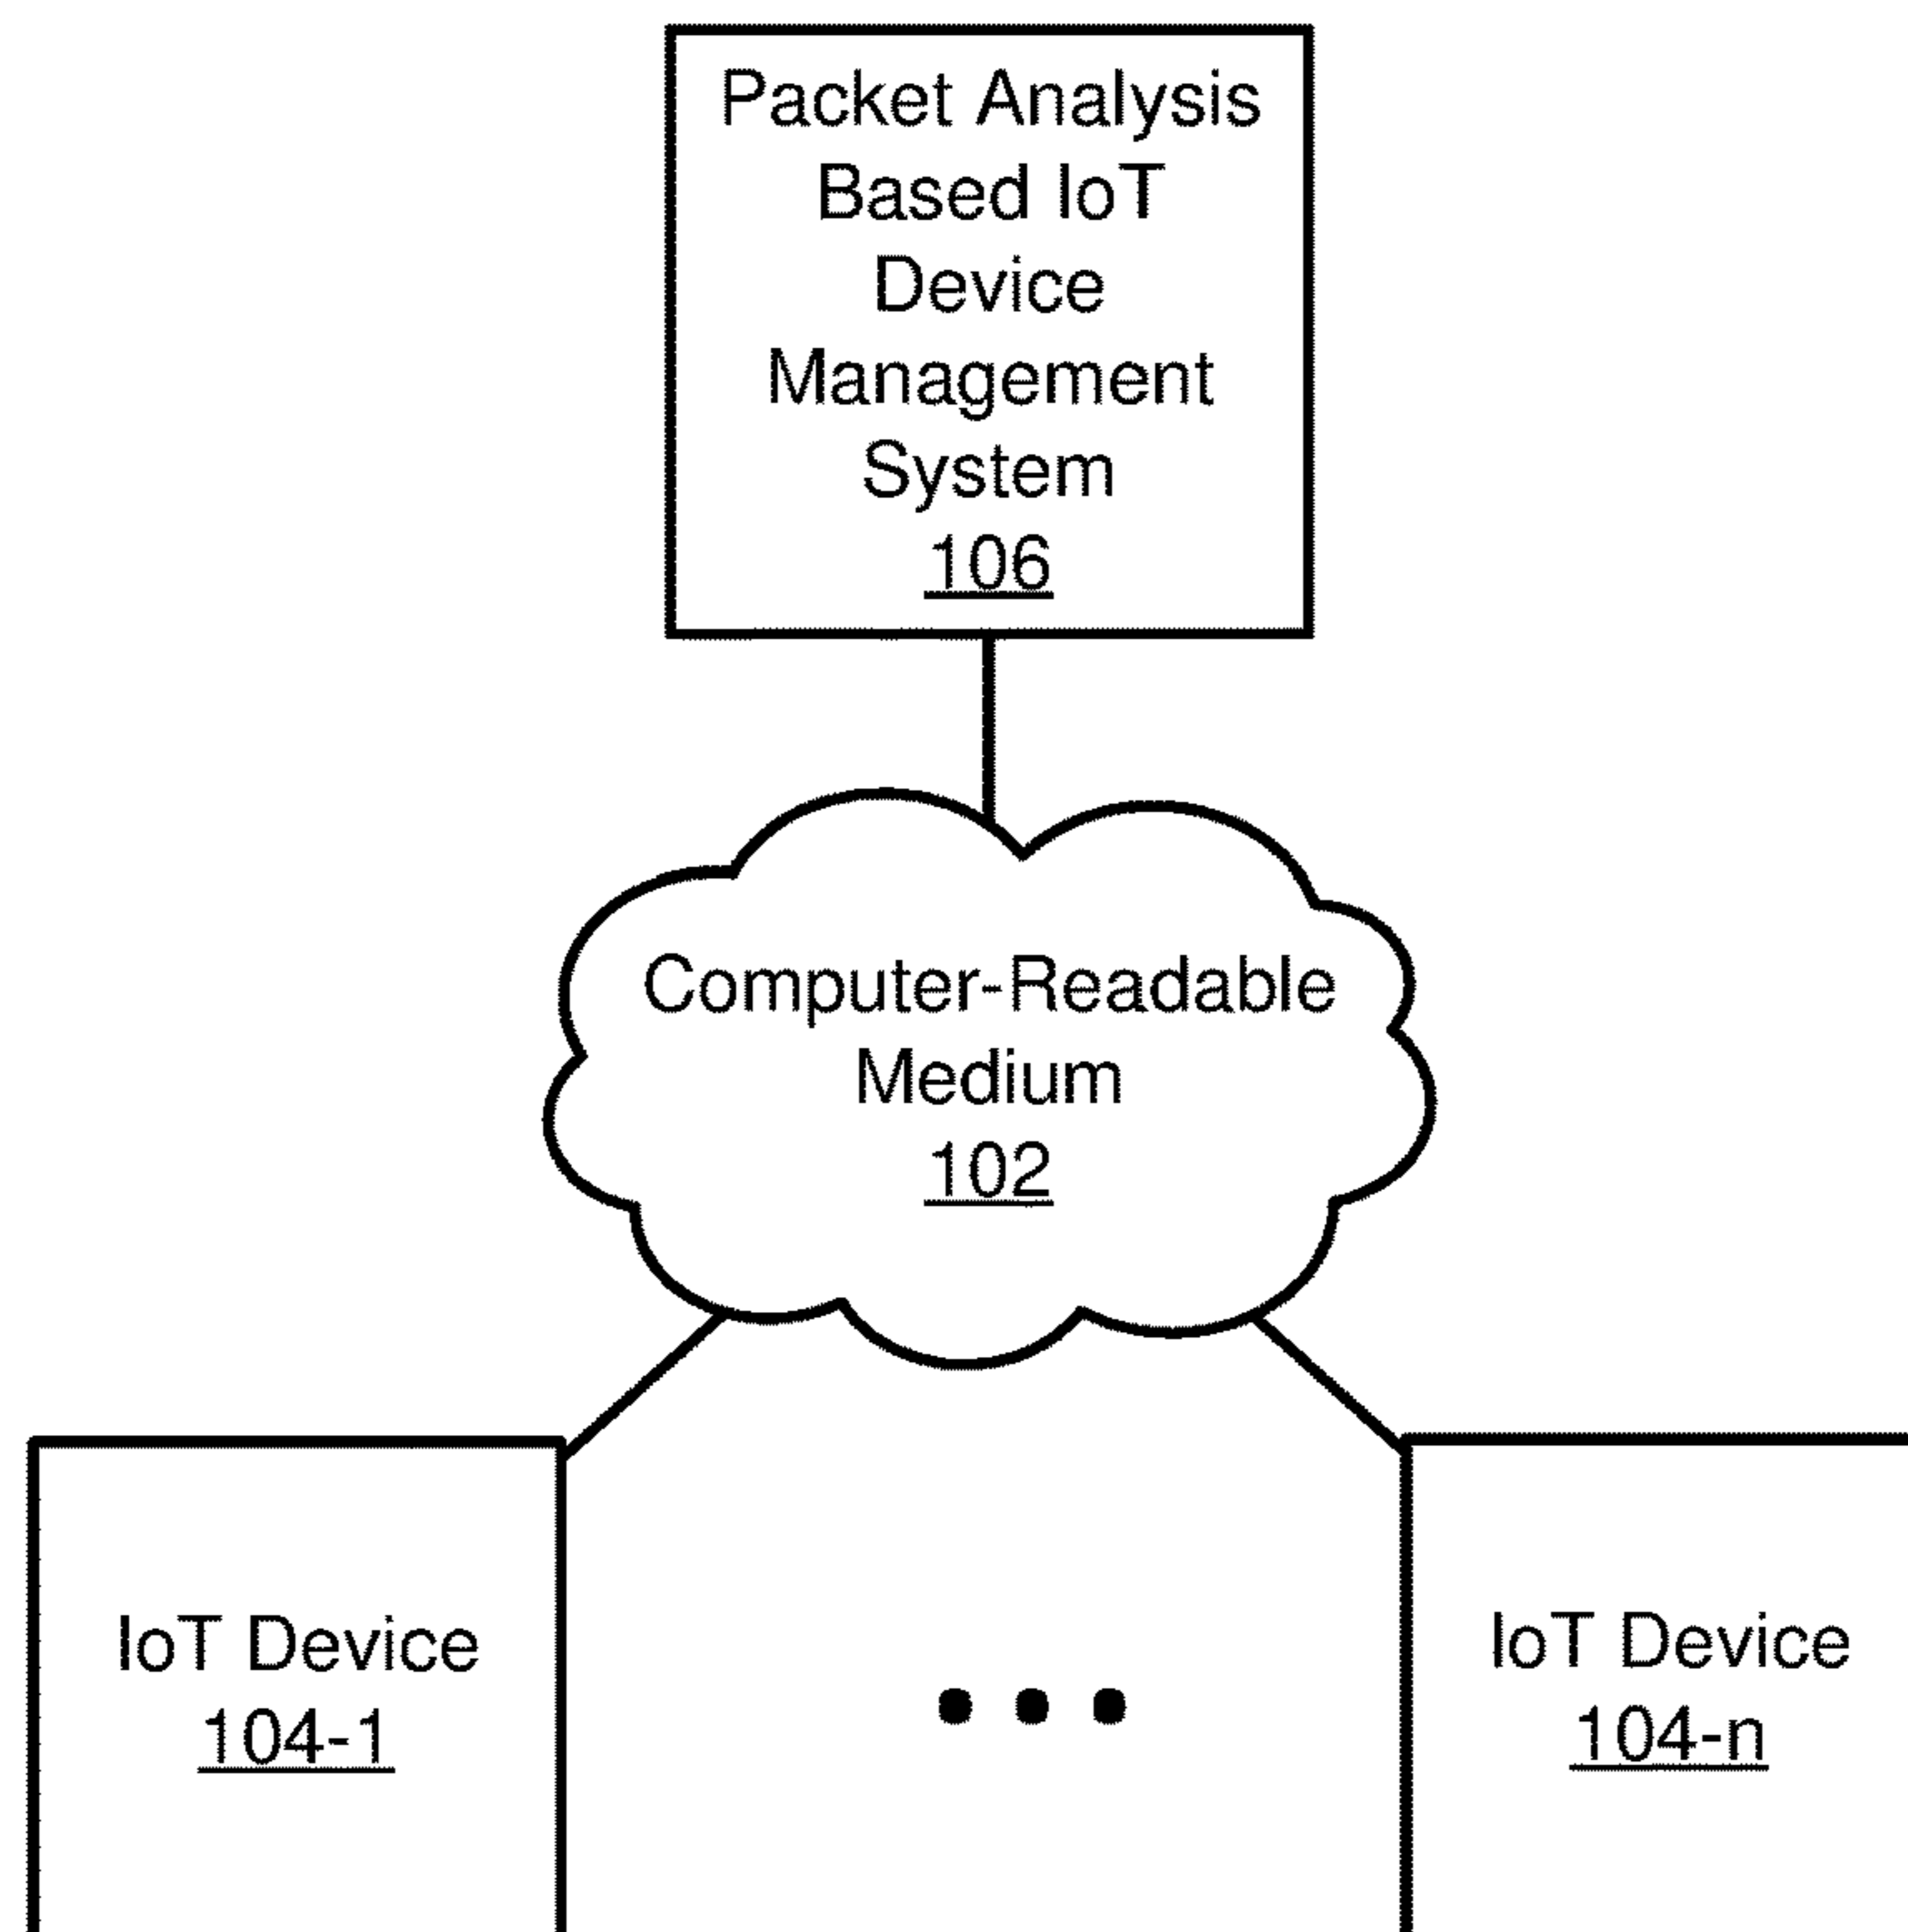 Packet Analysis
Based IoT
Device
Management
System
106
Computer-Readable
Medium
102
IoT Device
104-1
IoT Device
104-n